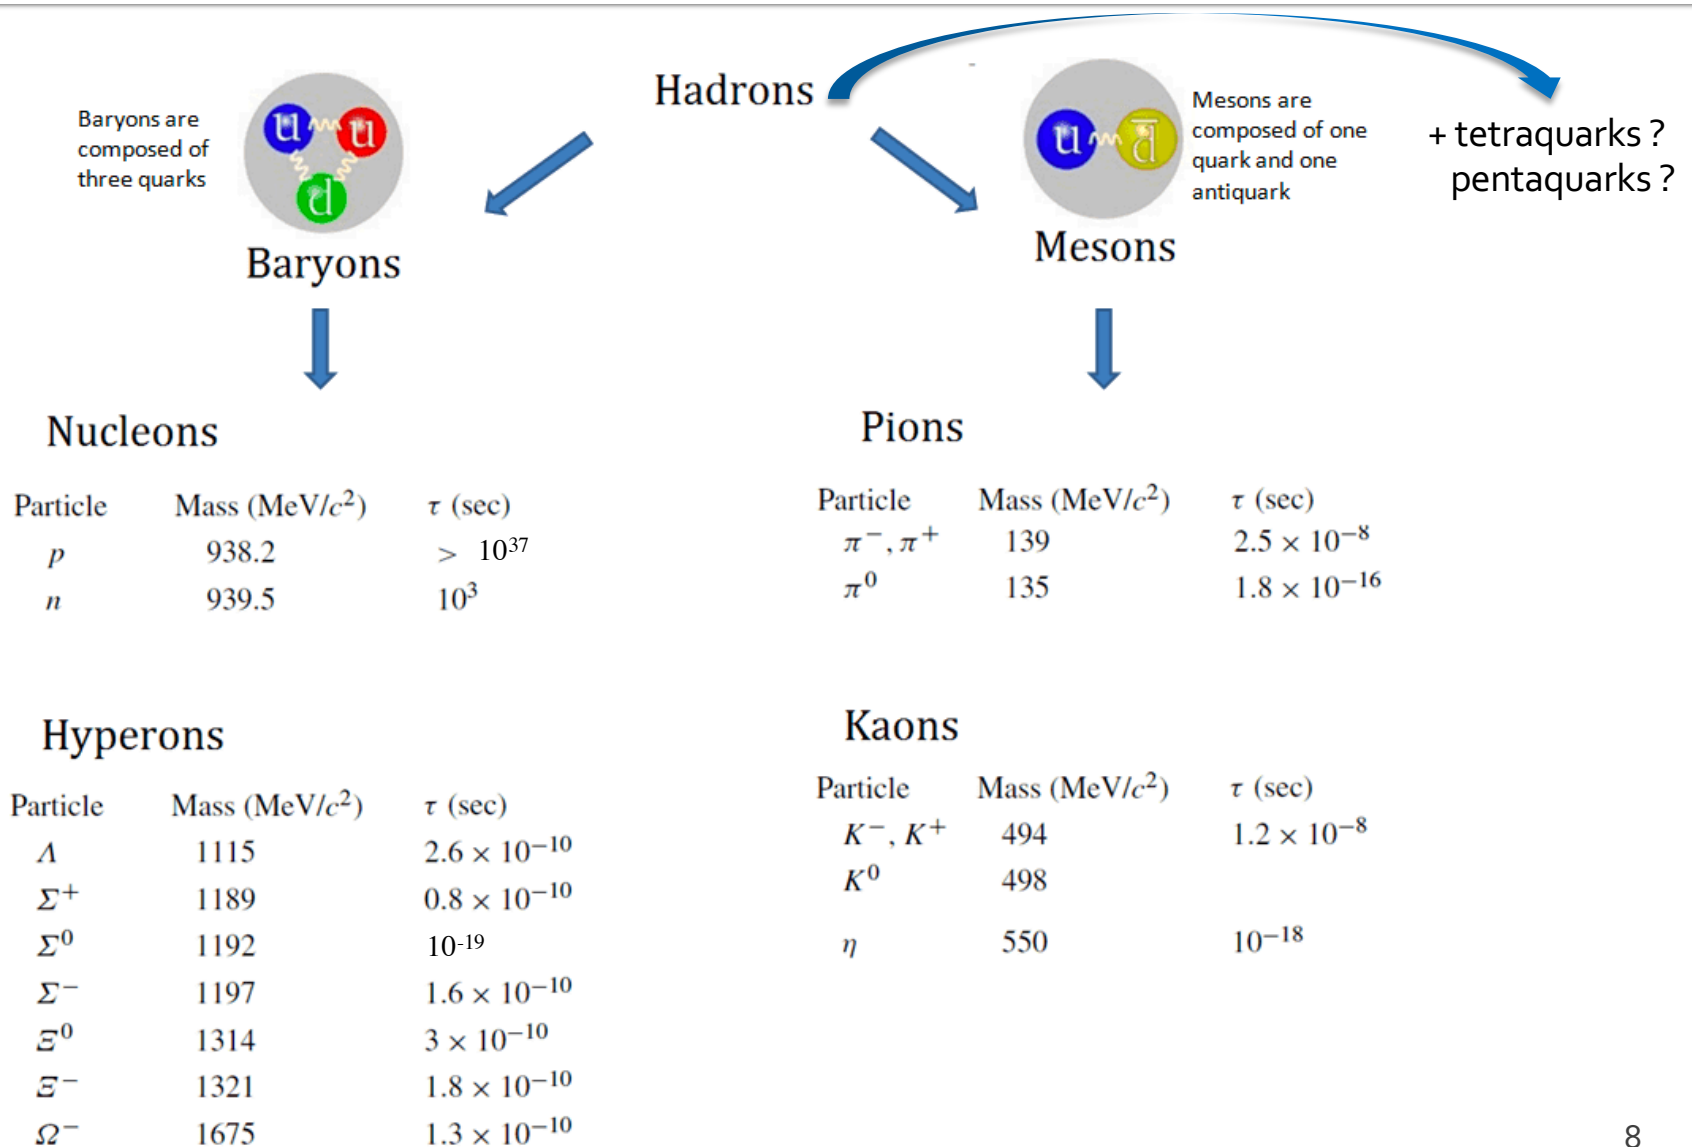 Hadrons
Baryons are
composed of
three quarks
u u
d
Baryons
u d̅
Mesons are
composed of one
quark and one
antiquark
Mesons
+ tetraquarks ?
pentaquarks ?
Nucleons
Particle Mass (MeV/c²) τ (sec)
p 938.2 > 10³⁷
n 939.5 10³
Hyperons
Particle Mass (MeV/c²) τ (sec)
Λ 1115 2.6 × 10⁻¹⁰
Σ⁺ 1189 0.8 × 10⁻¹⁰
Σ⁰ 1192 10⁻¹⁹
Σ⁻ 1197 1.6 × 10⁻¹⁰
Ξ⁰ 1314 3 × 10⁻¹⁰
Ξ⁻ 1321 1.8 × 10⁻¹⁰
Ω⁻ 1675 1.3 × 10⁻¹⁰
Pions
Particle Mass (MeV/c²) τ (sec)
π⁻, π⁺ 139 2.5 × 10⁻⁸
π⁰ 135 1.8 × 10⁻¹⁶
Kaons
Particle Mass (MeV/c²) τ (sec)
K⁻, K⁺ 494 1.2 × 10⁻⁸
K⁰ 498
η 550 10⁻¹⁸
8